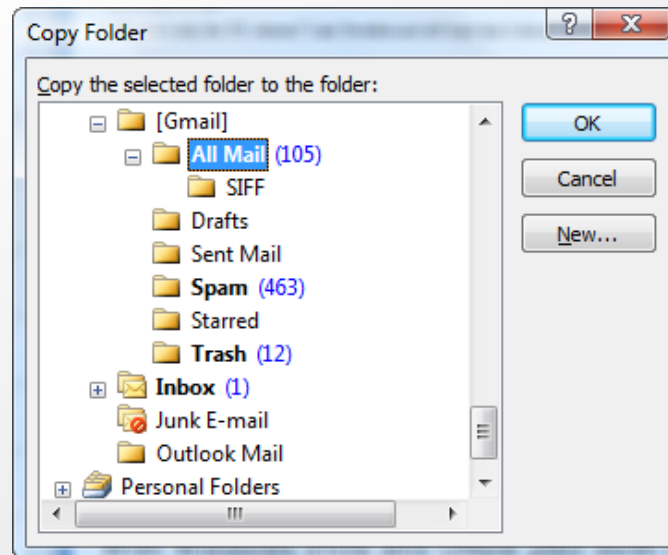 Copy Folder
Copy the selected folder to the folder:
[Gmail]
All Mail (105)
SIFF
Drafts
Sent Mail
Spam (463)
Starred
Trash (12)
Inbox (1)
Junk E-mail
Outlook Mail
Personal Folders
OK
Cancel
New...